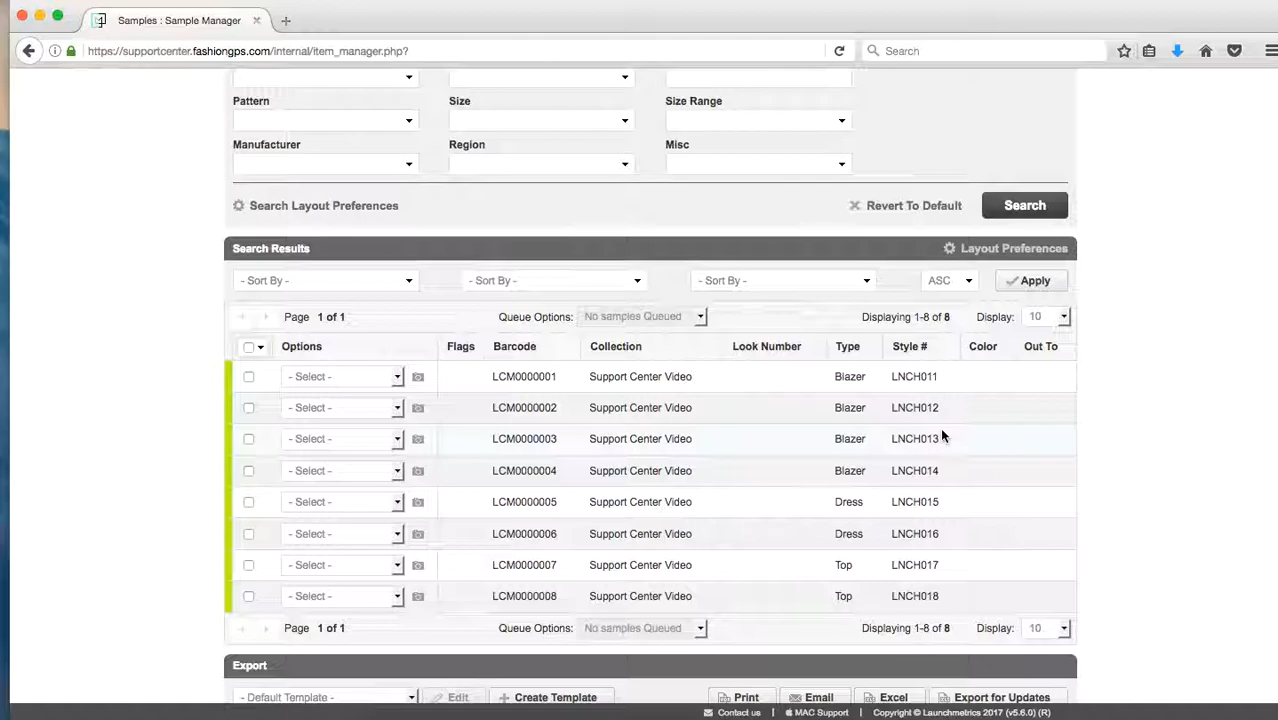 Samples : Sample Manager
https://supportcenter.fashiongps.com/internal/item_manager.php?
Search
Pattern Size Size Range
Manufacturer Region Misc
Search Layout Preferences Revert To Default Search
Search Results Layout Preferences
- Sort By - - Sort By - - Sort By - ASC Apply
Page 1 of 1 Queue Options: No samples Queued Displaying 1-8 of 8 Display: 10
Options Flags Barcode Collection Look Number Type Style # Color Out To
- Select - LCM0000001 Support Center Video Blazer LNCH011
- Select - LCM0000002 Support Center Video Blazer LNCH012
- Select - LCM0000003 Support Center Video Blazer LNCH013
- Select - LCM0000004 Support Center Video Blazer LNCH014
- Select - LCM0000005 Support Center Video Dress LNCH015
- Select - LCM0000006 Support Center Video Dress LNCH016
- Select - LCM0000007 Support Center Video Top LNCH017
- Select - LCM0000008 Support Center Video Top LNCH018
Page 1 of 1 Queue Options: No samples Queued Displaying 1-8 of 8 Display: 10
Export
- Default Template - Edit Create Template Print Email Excel Export for Updates
Contact us | MAC Support | Copyright © Launchmetrics 2017 (v5.6.0) (R)